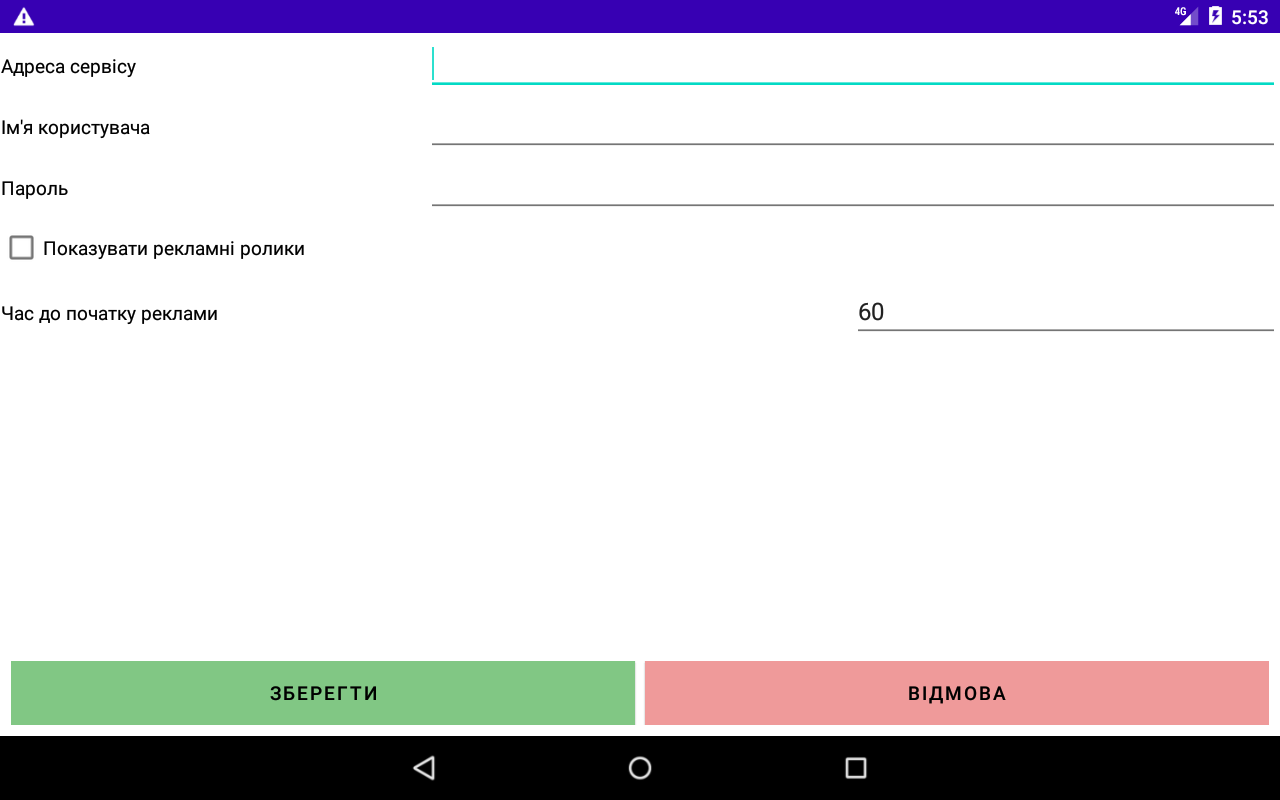 4G 5:53
Адреса сервісу
Ім'я користувача
Пароль
Показувати рекламні ролики
Час до початку реклами 60
ЗБЕРЕГТИ ВІДМОВА